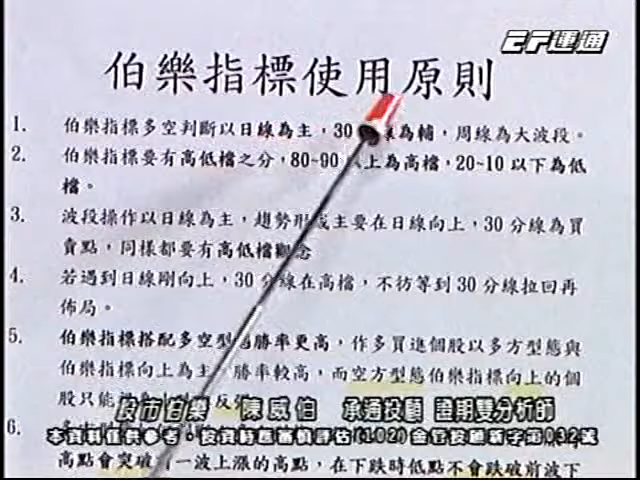 運通
伯樂指標使用原則
1. 伯樂指標多空判斷以日線為主，30 線為輔，周線為大波段。
2. 伯樂指標要有高低檔之分，80~90 以上為高檔，20~10 以下為低
檔。
3. 波段操作以日線為主，趨勢形成主要在日線向上，30 分線為買
賣點，同樣都要有高低檔觀念
4. 若遇到日線剛向上，30 分線在高檔，不彷等到 30 分線拉回再
佈局。
5. 伯樂指標搭配多空型態勝率更高，作多買進個股以多方型態與
伯樂指標向上為主，勝率較高，而空方型態伯樂指標向上的個
股只能 反彈
股市伯樂 陳威伯 承通投顧 證期雙分析師
6.
本資料僅供參考，投資時應審慎評估(102)金管投顧新字第032號
高點會突破前一波上漲的高點，在下跌時低點不會跌破前波下